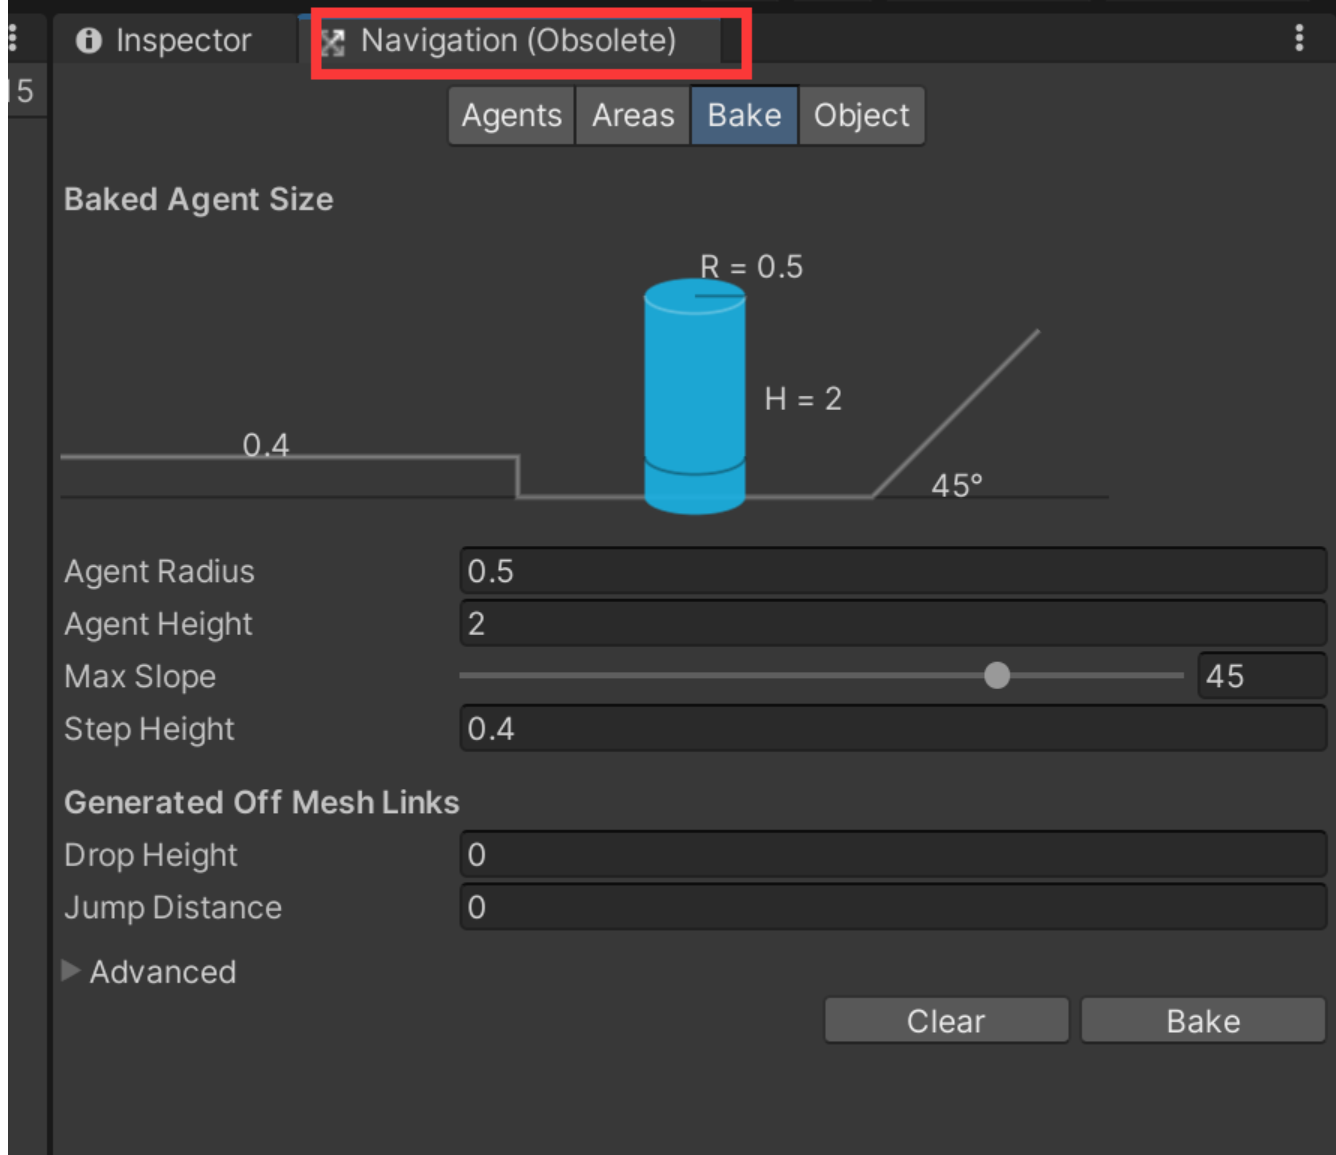 Inspector
Navigation (Obsolete)
15
Agents
Areas
Bake
Object
Baked Agent Size
R = 0.5
H = 2
0.4
45°
Agent Radius
0.5
Agent Height
2
Max Slope
45
Step Height
0.4
Generated Off Mesh Links
Drop Height
0
Jump Distance
0
Advanced
Clear
Bake